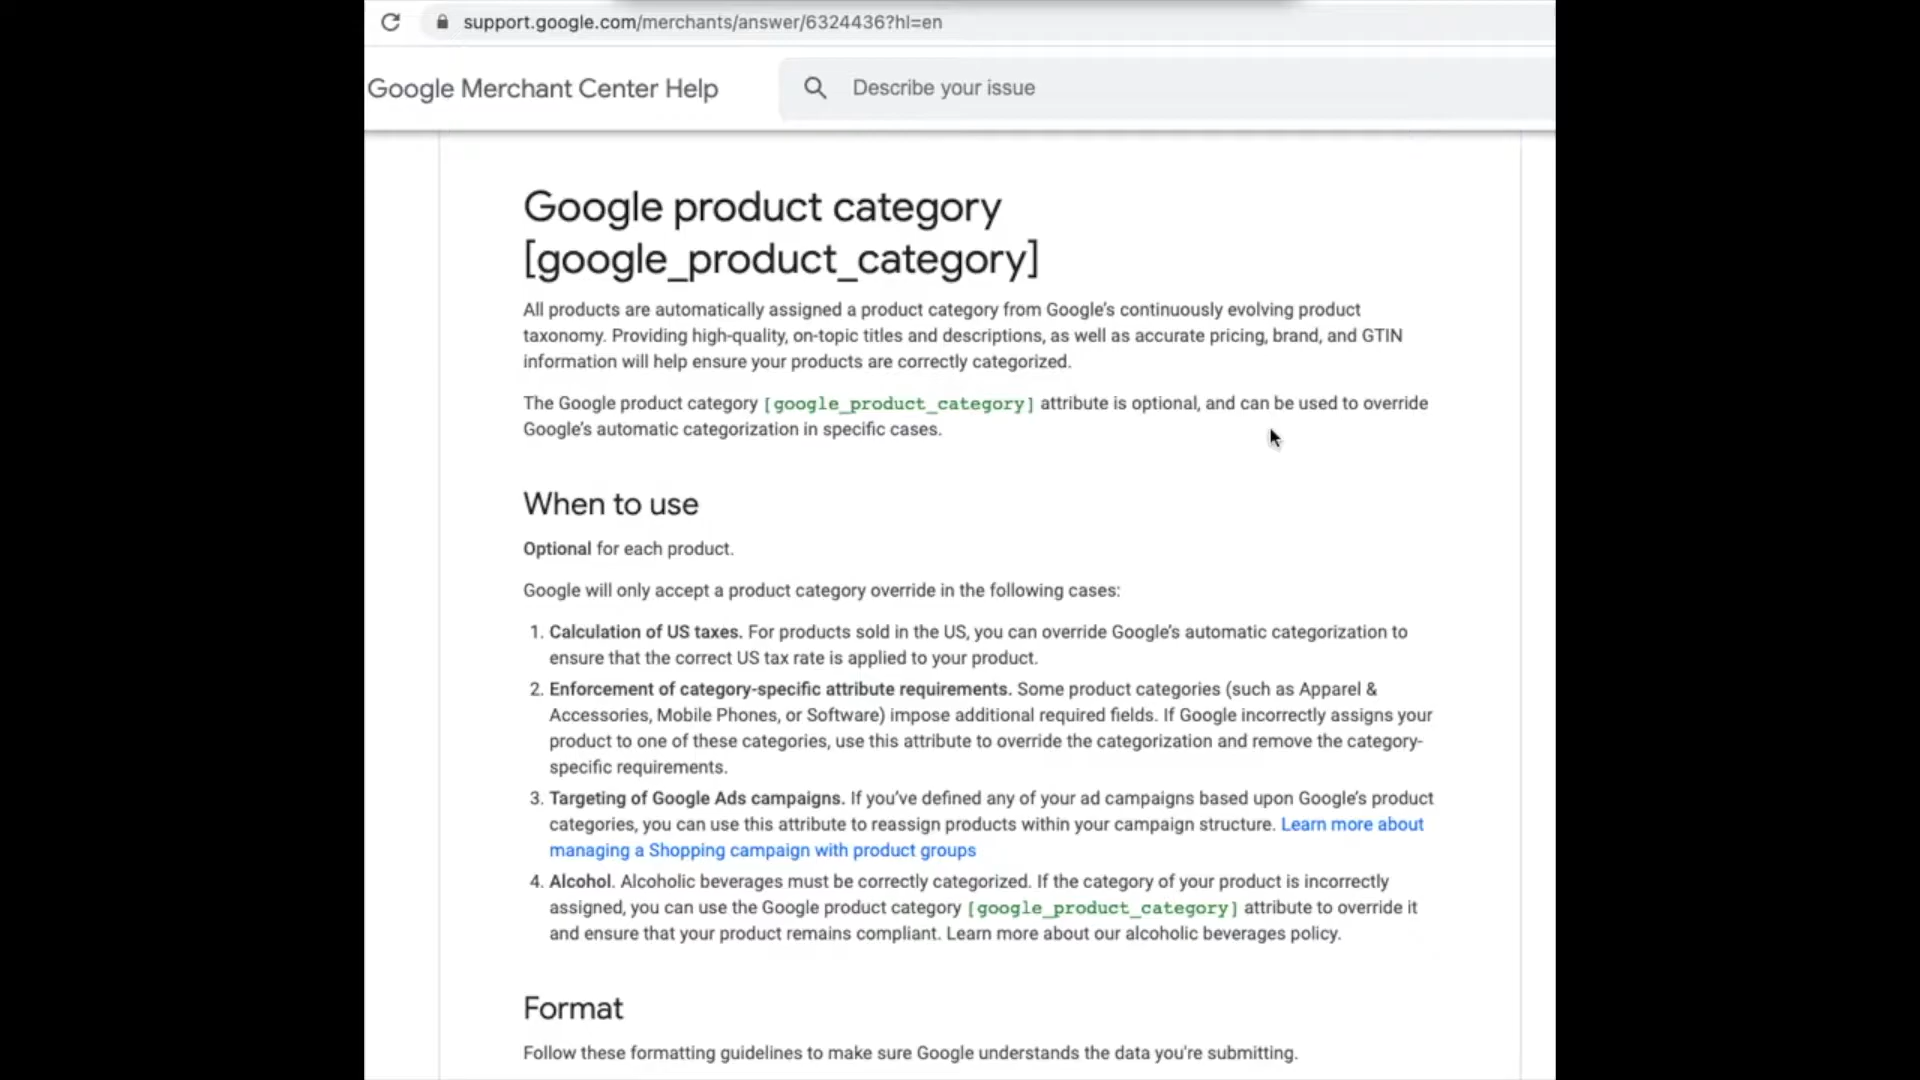 support.google.com/merchants/answer/6324436?hl=en
Google Merchant Center Help
Describe your issue
Google product category
[google_product_category]
All products are automatically assigned a product category from Google’s continuously evolving product
taxonomy. Providing high-quality, on-topic titles and descriptions, as well as accurate pricing, brand, and GTIN
information will help ensure your products are correctly categorized.
The Google product category [google_product_category] attribute is optional, and can be used to override
Google’s automatic categorization in specific cases.
When to use
Optional for each product.
Google will only accept a product category override in the following cases:
1. Calculation of US taxes. For products sold in the US, you can override Google’s automatic categorization to
ensure that the correct US tax rate is applied to your product.
2. Enforcement of category-specific attribute requirements. Some product categories (such as Apparel &
Accessories, Mobile Phones, or Software) impose additional required fields. If Google incorrectly assigns your
product to one of these categories, use this attribute to override the categorization and remove the category-
specific requirements.
3. Targeting of Google Ads campaigns. If you’ve defined any of your ad campaigns based upon Google’s product
categories, you can use this attribute to reassign products within your campaign structure. Learn more about
managing a Shopping campaign with product groups
4. Alcohol. Alcoholic beverages must be correctly categorized. If the category of your product is incorrectly
assigned, you can use the Google product category [google_product_category] attribute to override it
and ensure that your product remains compliant. Learn more about our alcoholic beverages policy.
Format
Follow these formatting guidelines to make sure Google understands the data you're submitting.